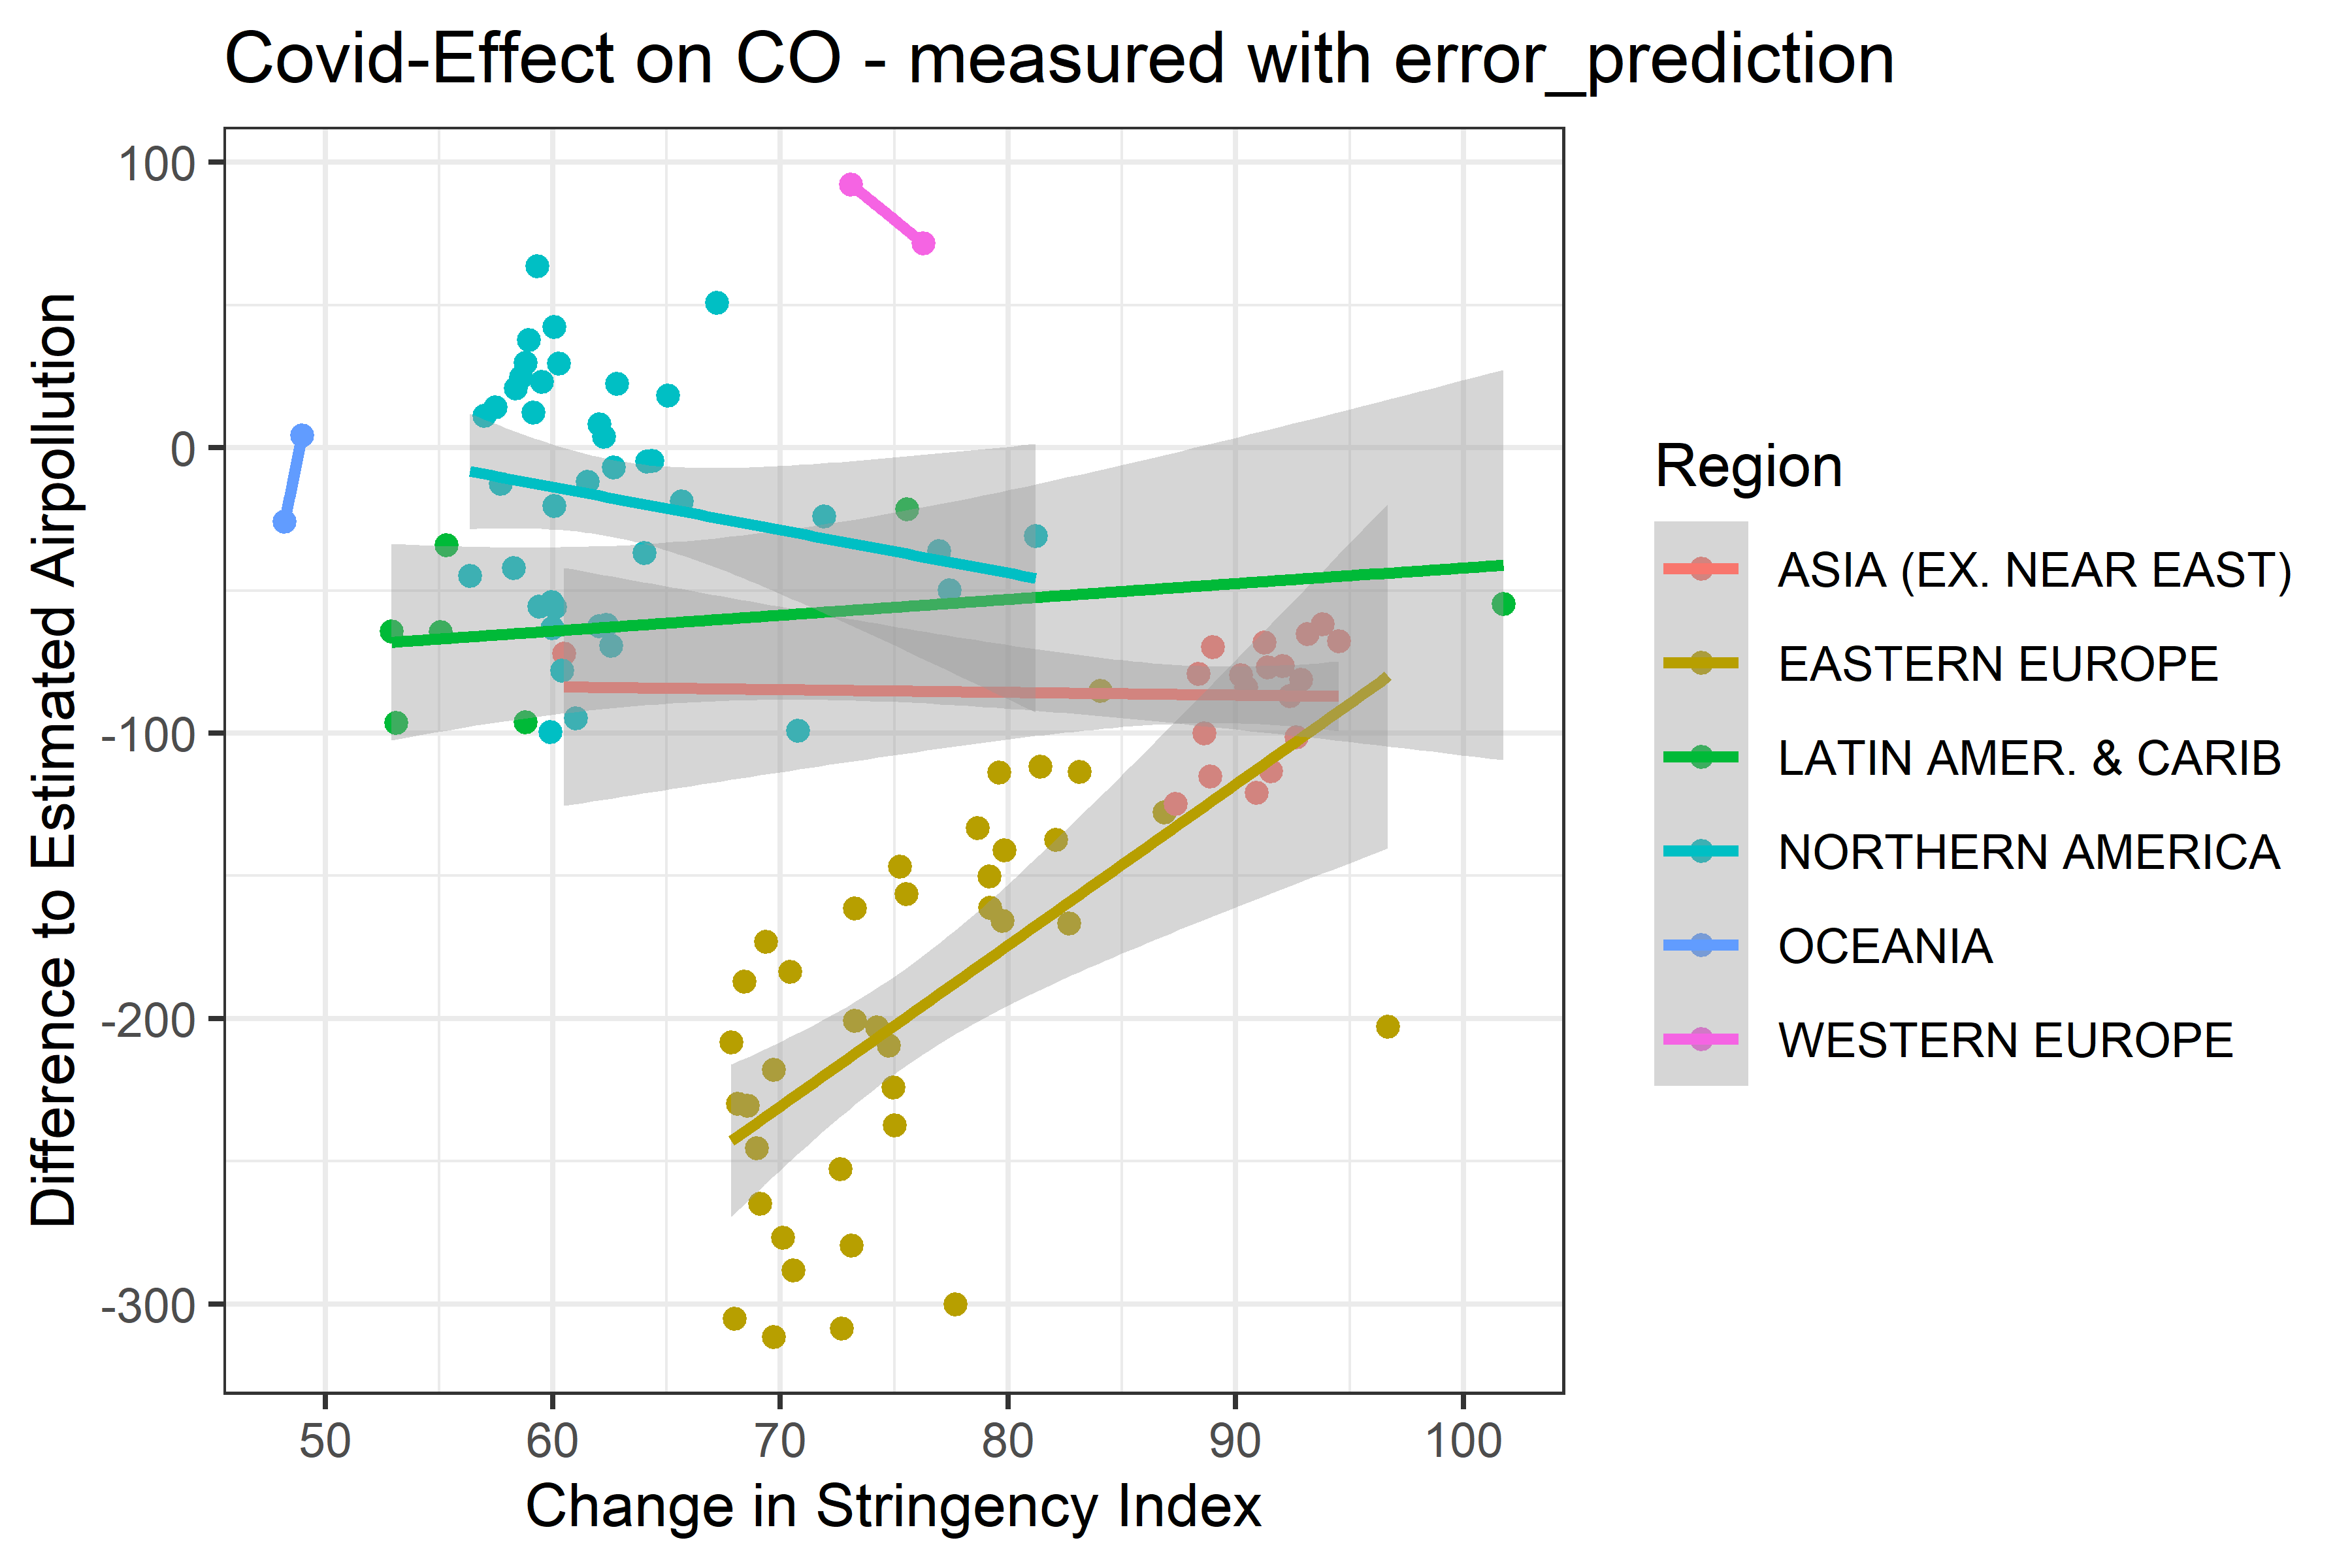 Covid-Effect on CO - measured with error_prediction
Difference to Estimated Airpollution
100
0
-100
-200
-300
50 60 70 80 90 100
Change in Stringency Index
Region
ASIA (EX. NEAR EAST)
EASTERN EUROPE
LATIN AMER. & CARIB
NORTHERN AMERICA
OCEANIA
WESTERN EUROPE